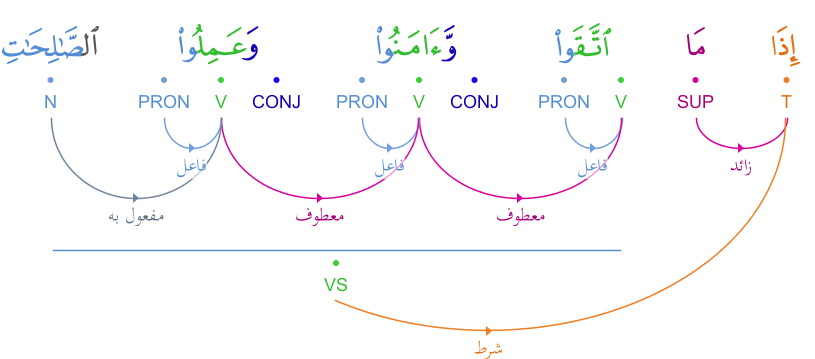 إِذَا مَا ٱتَّقَوا۟ وَّءَامَنُوا۟ وَعَمِلُوا۟ ٱلصَّـٰلِحَـٰتِ
T SUP V PRON CONJ V PRON CONJ V PRON N
زائد فاعل فاعل فاعل
معطوف معطوف مفعول به
VS
شرط